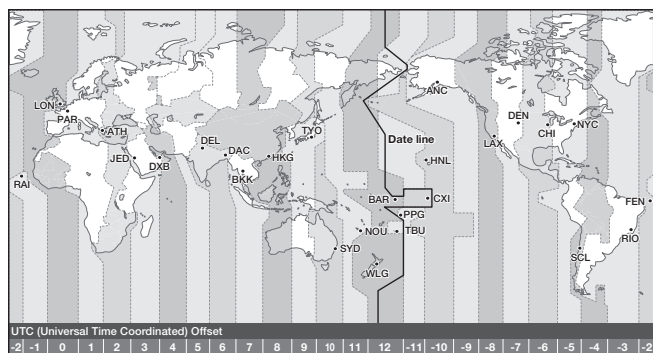 ANC
LON
PAR
ATH
DEN
NYC
CHI
LAX
TYO
Date line
DEL
DAC
HKG
JED
DXB
HNL
BKK
RAI
BAR
CXI
FEN
PPG
NOU
TBU
RIO
SYD
SCL
WLG
UTC (Universal Time Coordinated) Offset
-2 -1 0 1 2 3 4 5 6 7 8 9 10 11 12 -11 -10 -9 -8 -7 -6 -5 -4 -3 -2